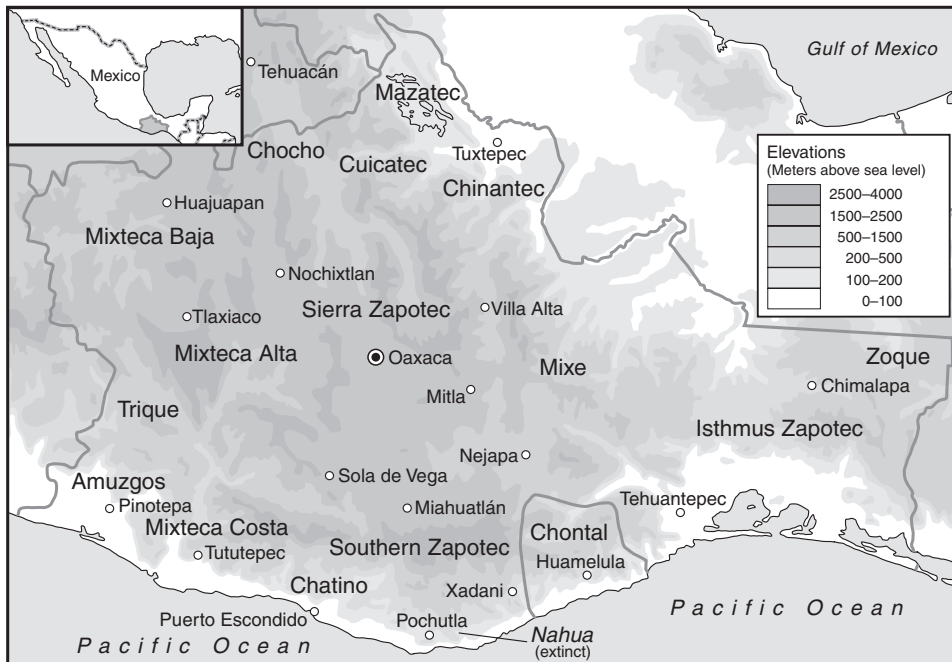 Mexico
Tehuacán
Gulf of Mexico
Mazatec
Tuxtepec
Chocho
Cuicatec
Chinantec
Elevations
(Meters above sea level)
2500–4000
1500–2500
500–1500
200–500
100–200
0–100
Huajuapan
Mixteca Baja
Nochixtlan
Sierra Zapotec
Villa Alta
Tlaxiaco
Mixteca Alta
Oaxaca
Mixe
Zoque
Mitla
Chimalapa
Trique
Isthmus Zapotec
Nejapa
Sola de Vega
Amuzgos
Pinotepa
Miahuatlán
Tehuantepec
Mixteca Costa
Chontal
Tututepec
Southern Zapotec
Huamelula
Chatino
Xadani
Puerto Escondido
Pacific Ocean
Pochutla
Nahua
(extinct)
Pacific Ocean